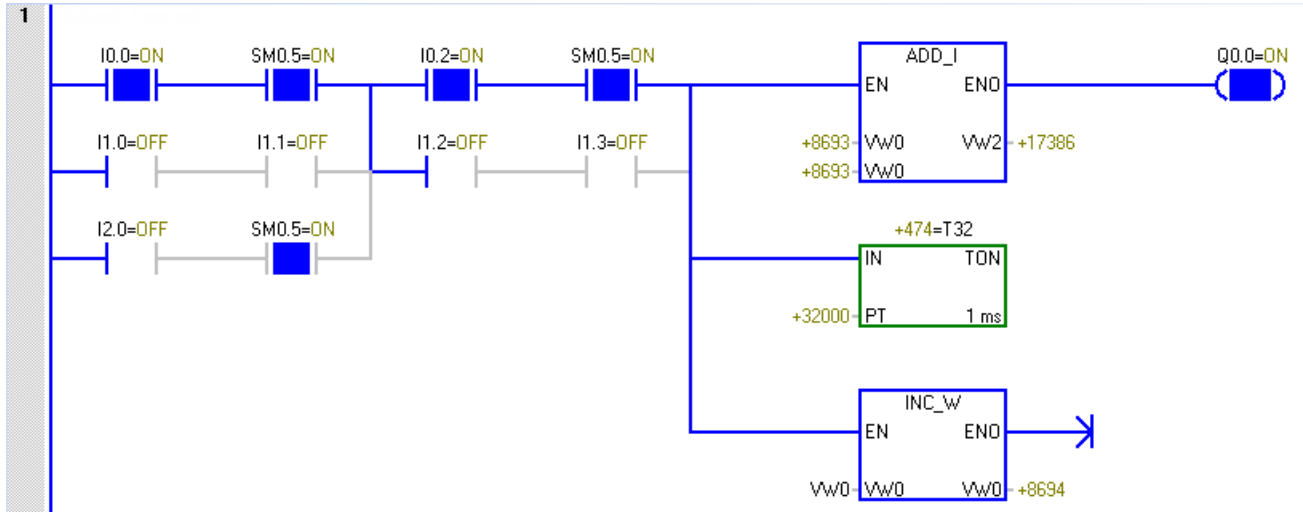 1
I0.0=ON SM0.5=ON I0.2=ON SM0.5=ON ADD_I Q0.0=ON
EN ENO
I1.0=OFF I1.1=OFF I1.2=OFF I1.3=OFF +8693 VW0 VW2 +17386
+8693 VW0
I2.0=OFF SM0.5=ON +474=T32
IN TON
+32000 PT 1 ms
INC_W
EN ENO
VW0 VW0 VW0 +8694